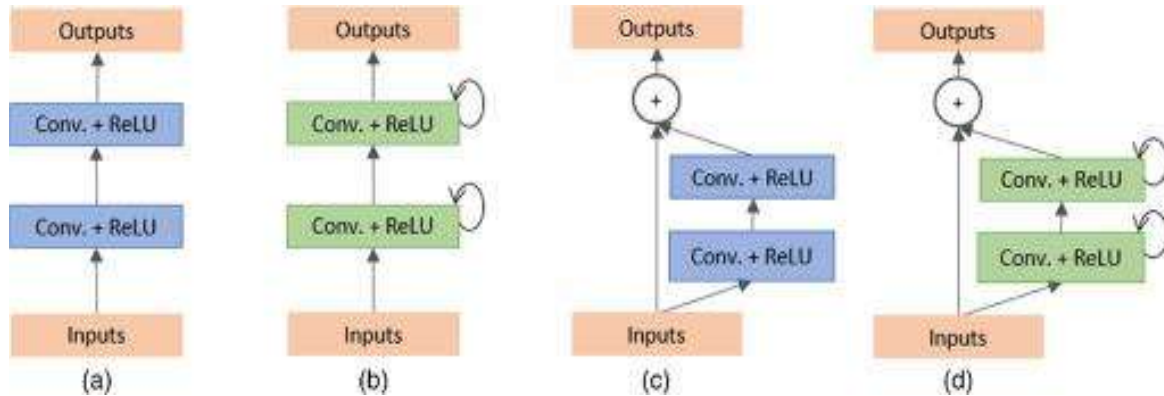 Outputs
Conv. + ReLU
Conv. + ReLU
Inputs
(a)
Outputs
Conv. + ReLU
Conv. + ReLU
Inputs
(b)
Outputs
+
Conv. + ReLU
Conv. + ReLU
Inputs
(c)
Outputs
+
Conv. + ReLU
Conv. + ReLU
Inputs
(d)